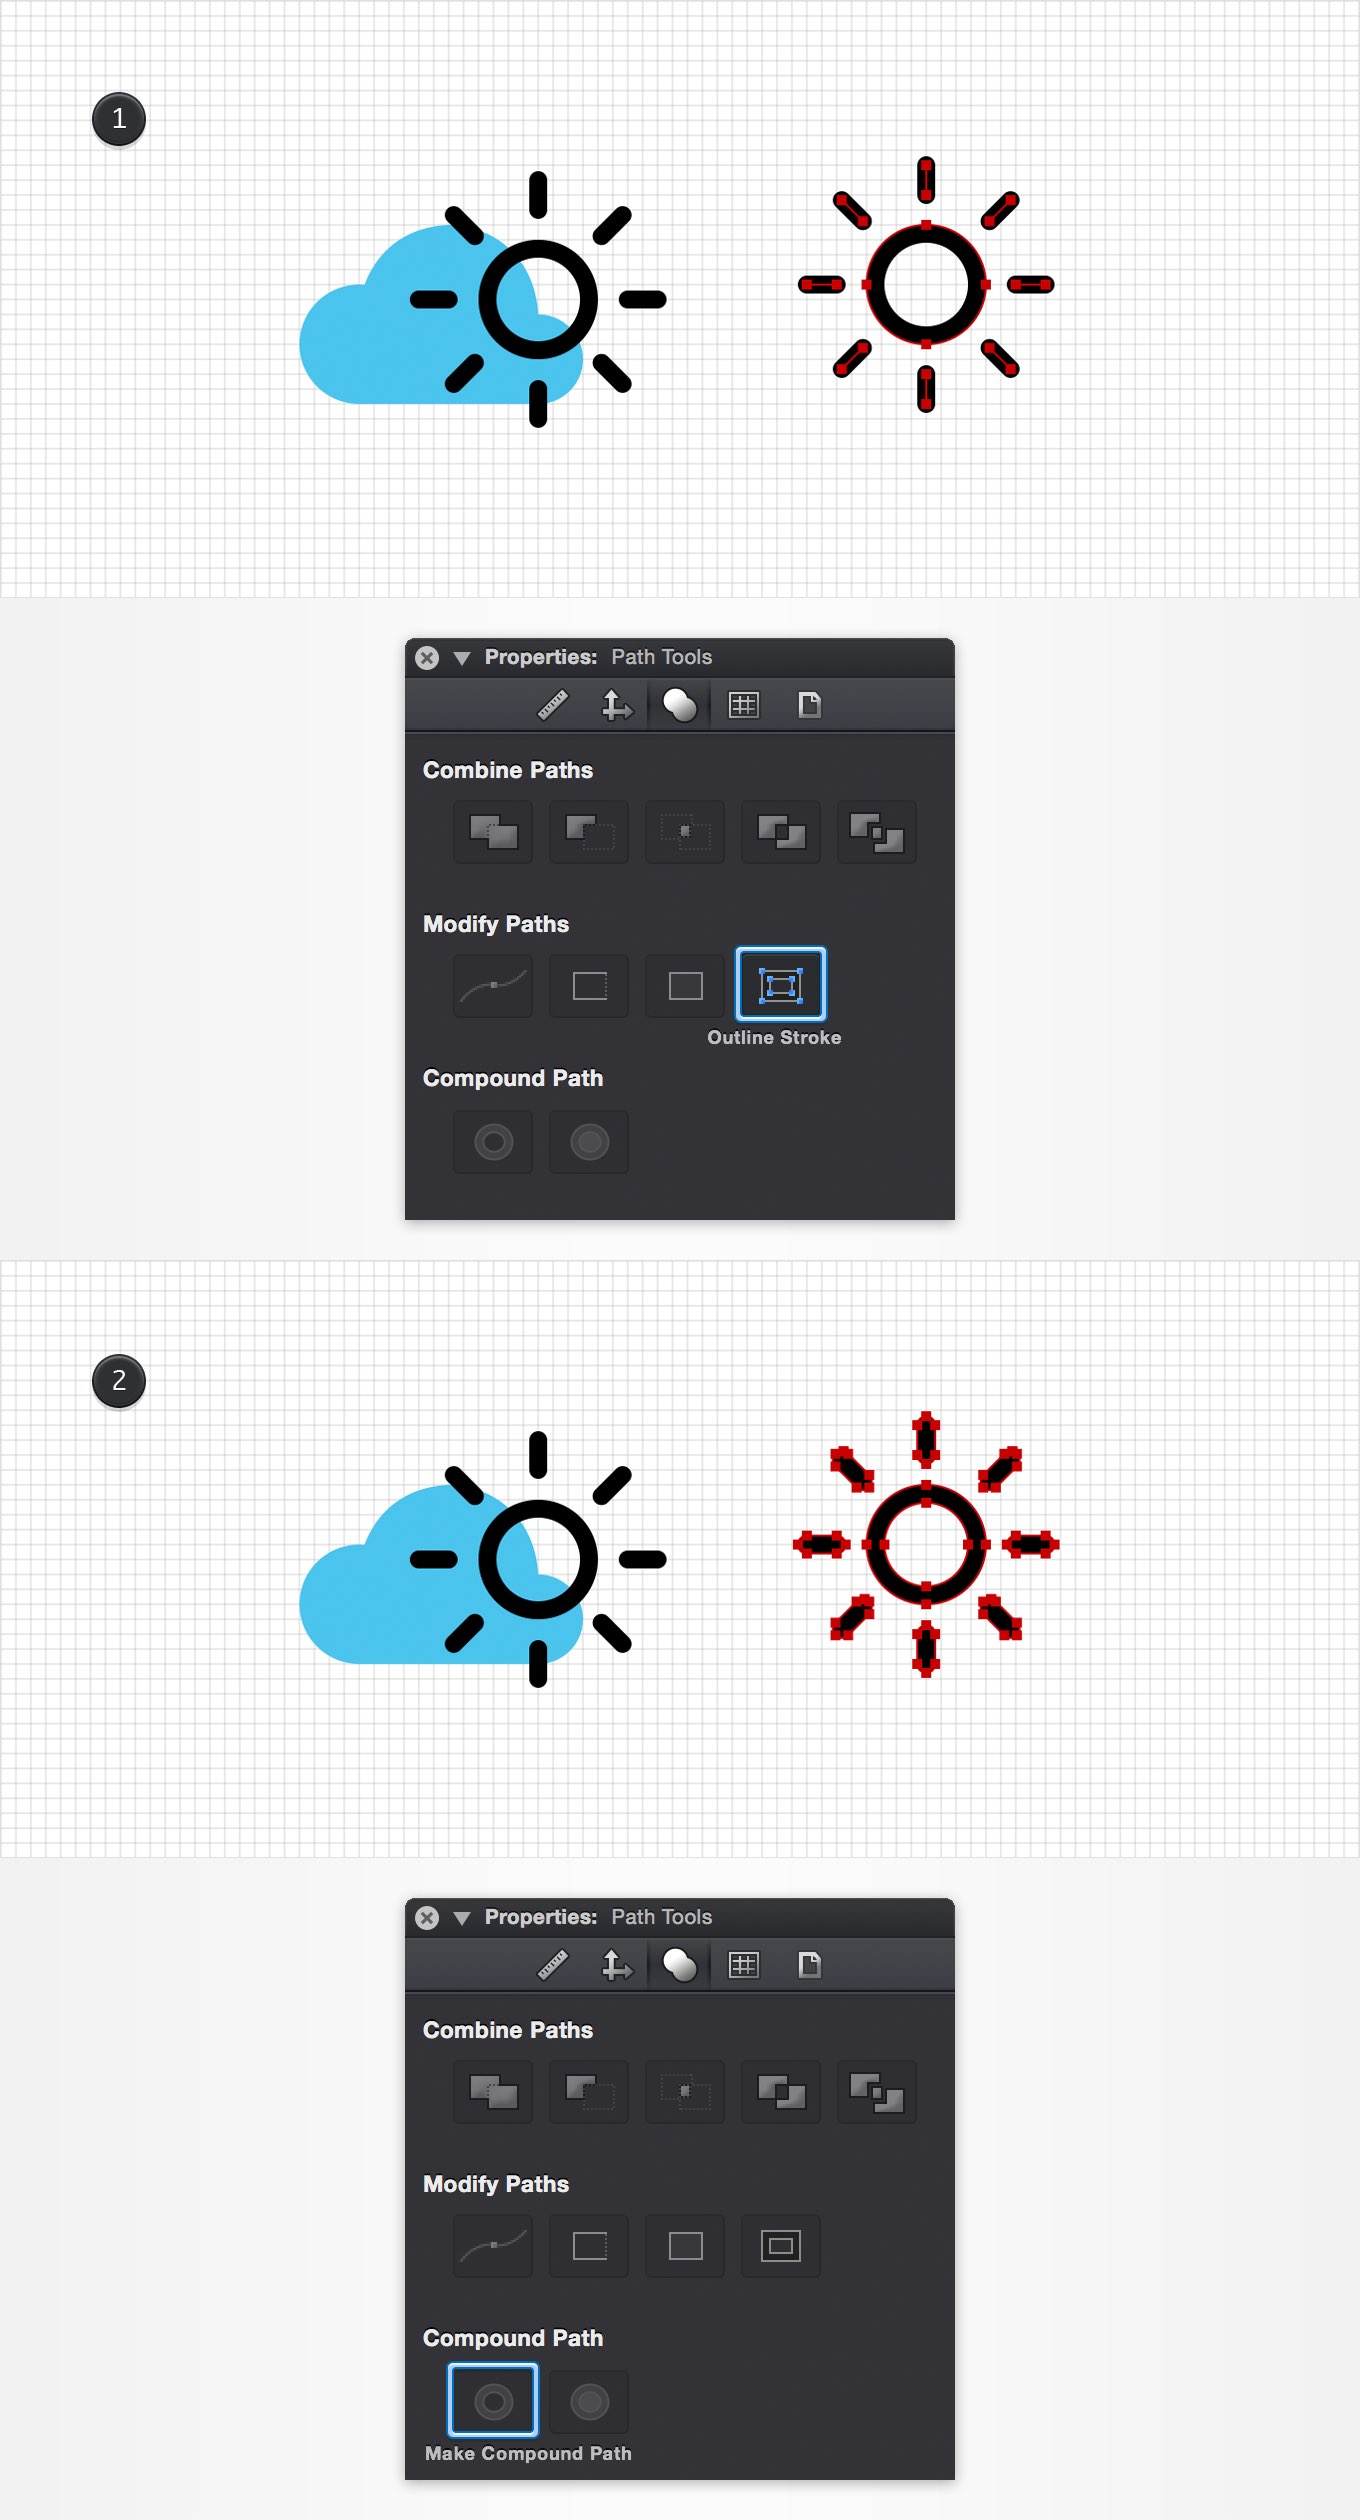 1
Properties: Path Tools
Combine Paths
Modify Paths
Outline Stroke
Compound Path
2
Properties: Path Tools
Combine Paths
Modify Paths
Compound Path
Make Compound Path